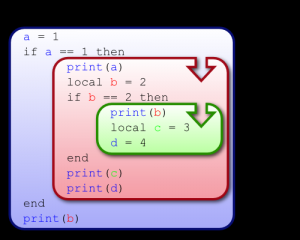 a = 1
if a == 1 then
print(a)
local b = 2
if b == 2 then
print(b)
local c = 3
d = 4
end
print(c)
print(d)
end
print(b)